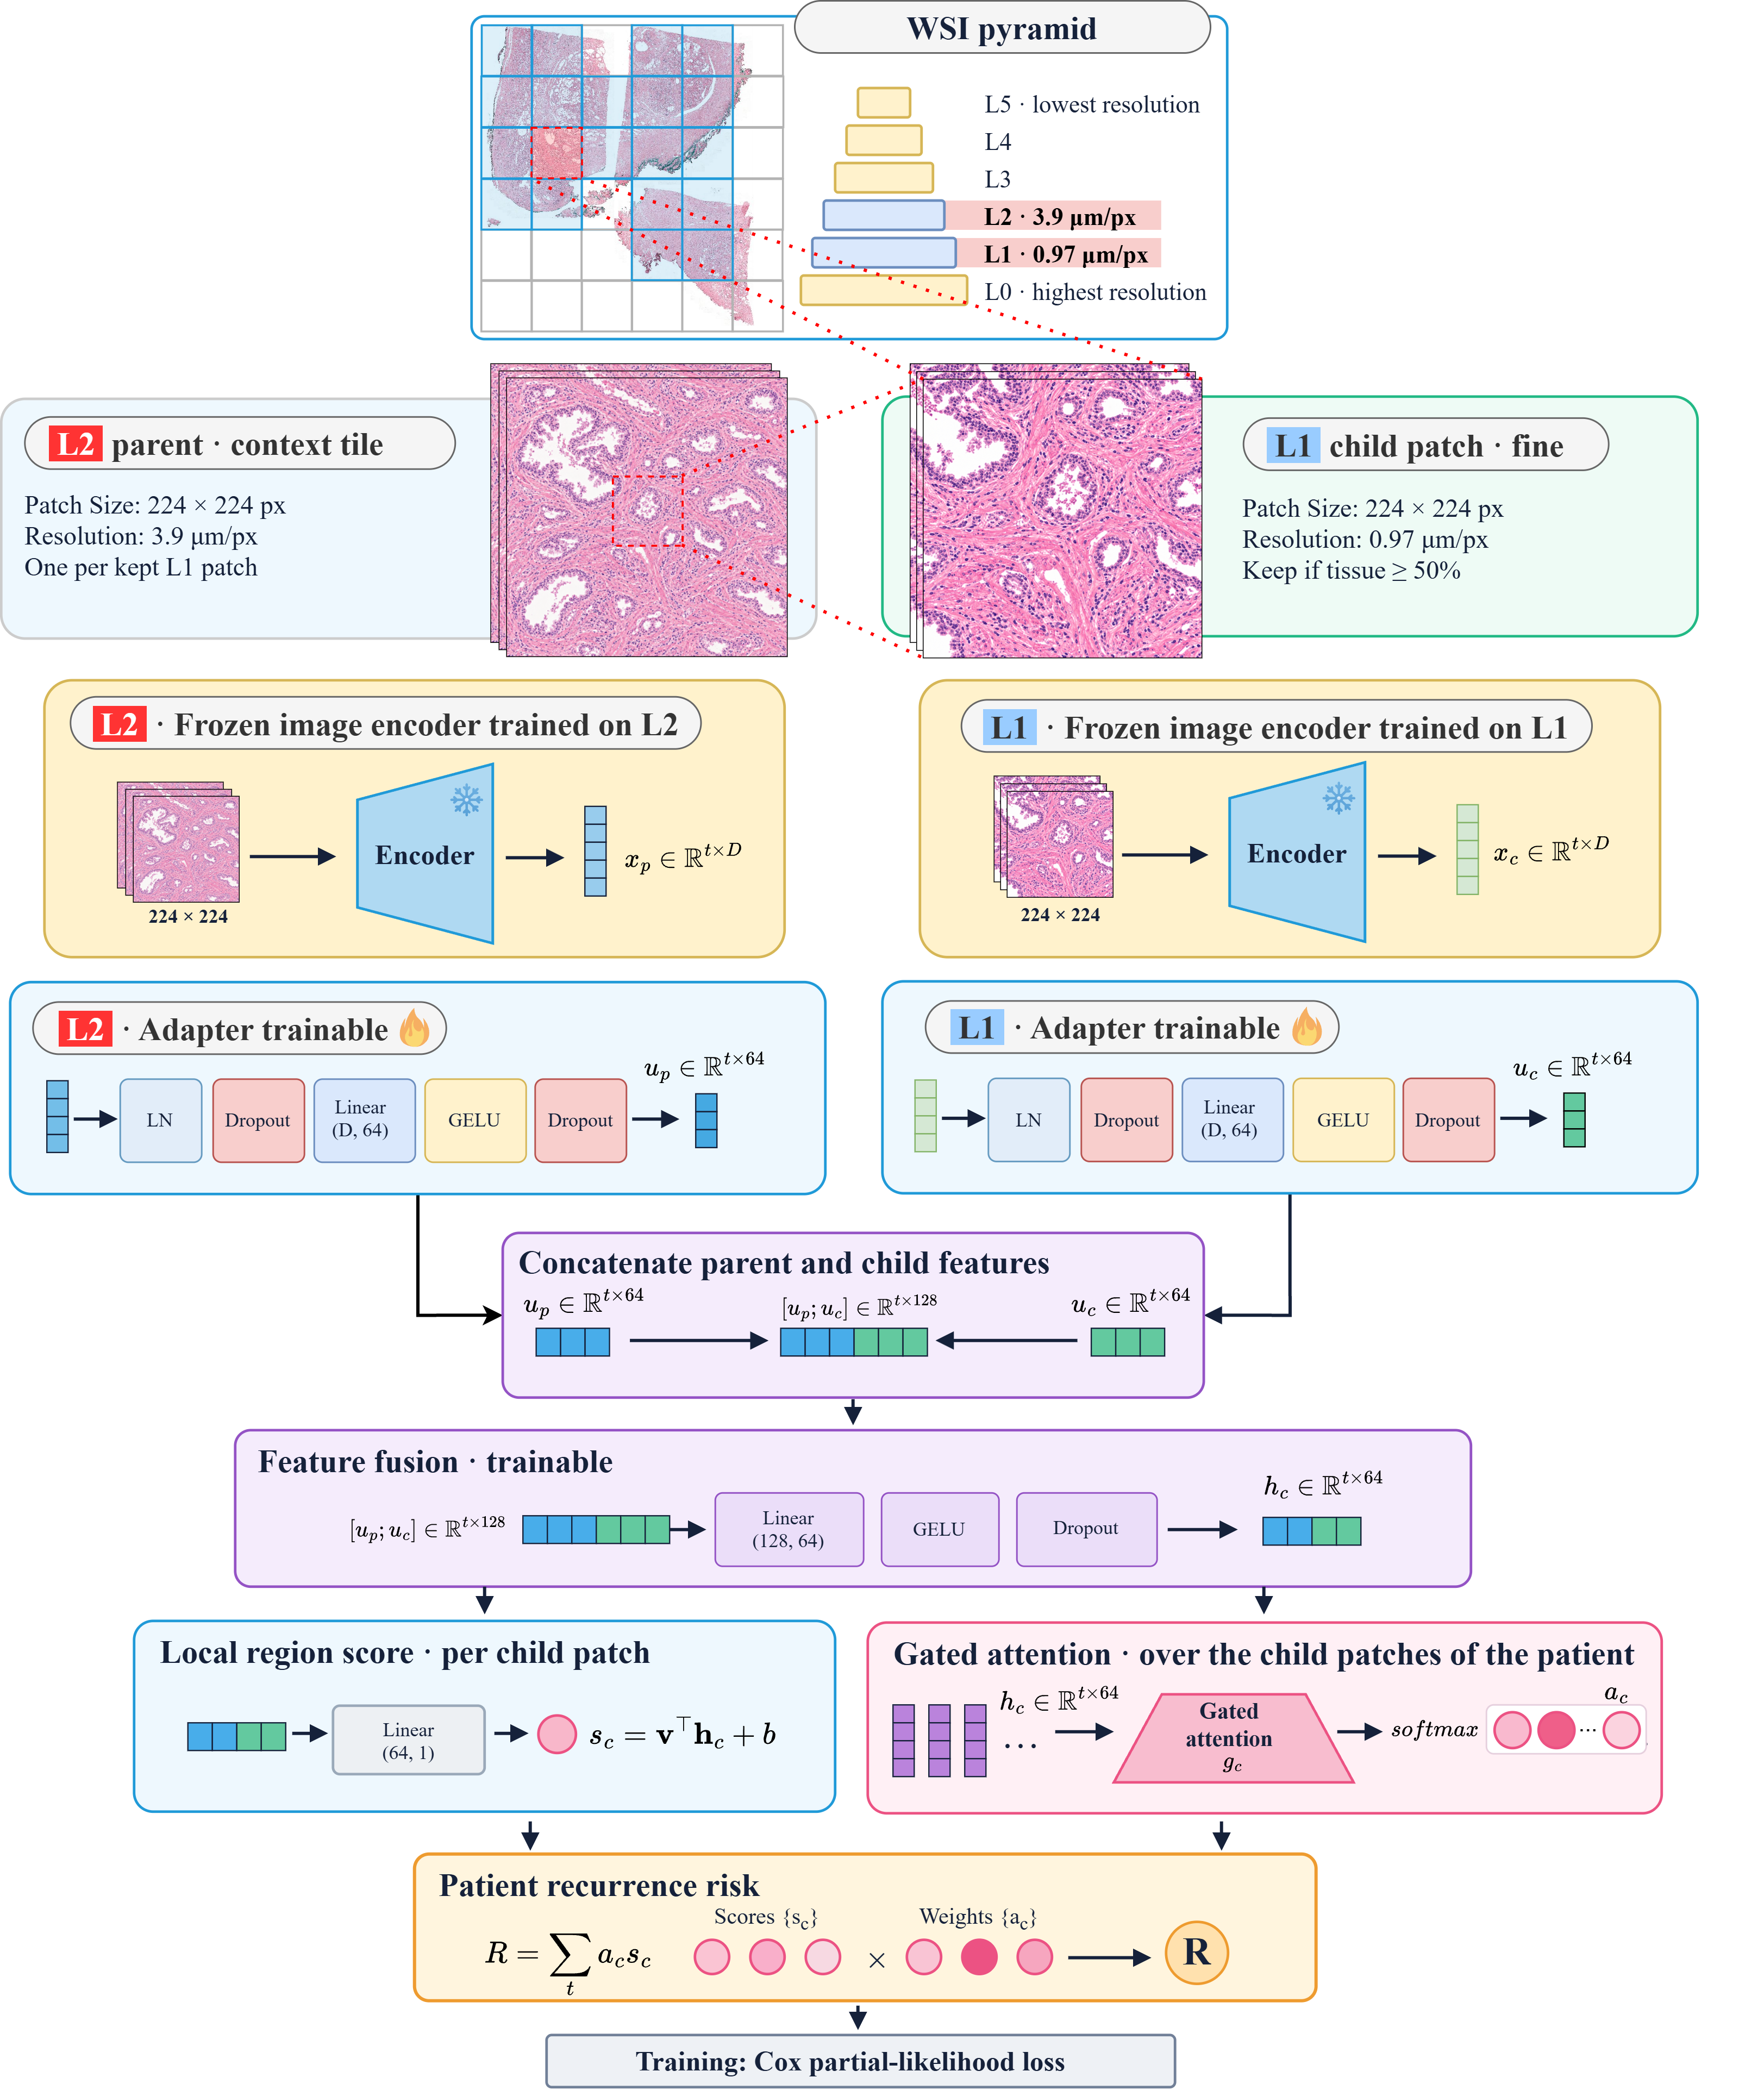 WSI pyramid
L5 · lowest resolution
L4
L3
L2 · 3.9 μm/px
L1 · 0.97 μm/px
L0 · highest resolution
L2 parent · context tile
Patch Size: 224 × 224 px
Resolution: 3.9 μm/px
One per kept L1 patch
L1 child patch · fine
Patch Size: 224 × 224 px
Resolution: 0.97 μm/px
Keep if tissue ≥ 50%
L2 · Frozen image encoder trained on L2
224 × 224
Encoder
x_p ∈ ℝ^{t×D}
L1 · Frozen image encoder trained on L1
224 × 224
Encoder
x_c ∈ ℝ^{t×D}
L2 · Adapter trainable
u_p ∈ ℝ^{t×64}
LN
Dropout
Linear
(D, 64)
GELU
Dropout
L1 · Adapter trainable
u_c ∈ ℝ^{t×64}
LN
Dropout
Linear
(D, 64)
GELU
Dropout
Concatenate parent and child features
u_p ∈ ℝ^{t×64}
[u_p; u_c] ∈ ℝ^{t×128}
u_c ∈ ℝ^{t×64}
Feature fusion · trainable
[u_p; u_c] ∈ ℝ^{t×128}
Linear
(128, 64)
GELU
Dropout
h_c ∈ ℝ^{t×64}
Local region score · per child patch
Linear
(64, 1)
s_c = v^⊤h_c + b
Gated attention · over the child patches of the patient
h_c ∈ ℝ^{t×64}
...
Gated
attention
g_c
softmax
a_c
...
Patient recurrence risk
R = ∑_t a_c s_c
Scores {s_c}
×
Weights {a_c}
R
Training: Cox partial-likelihood loss